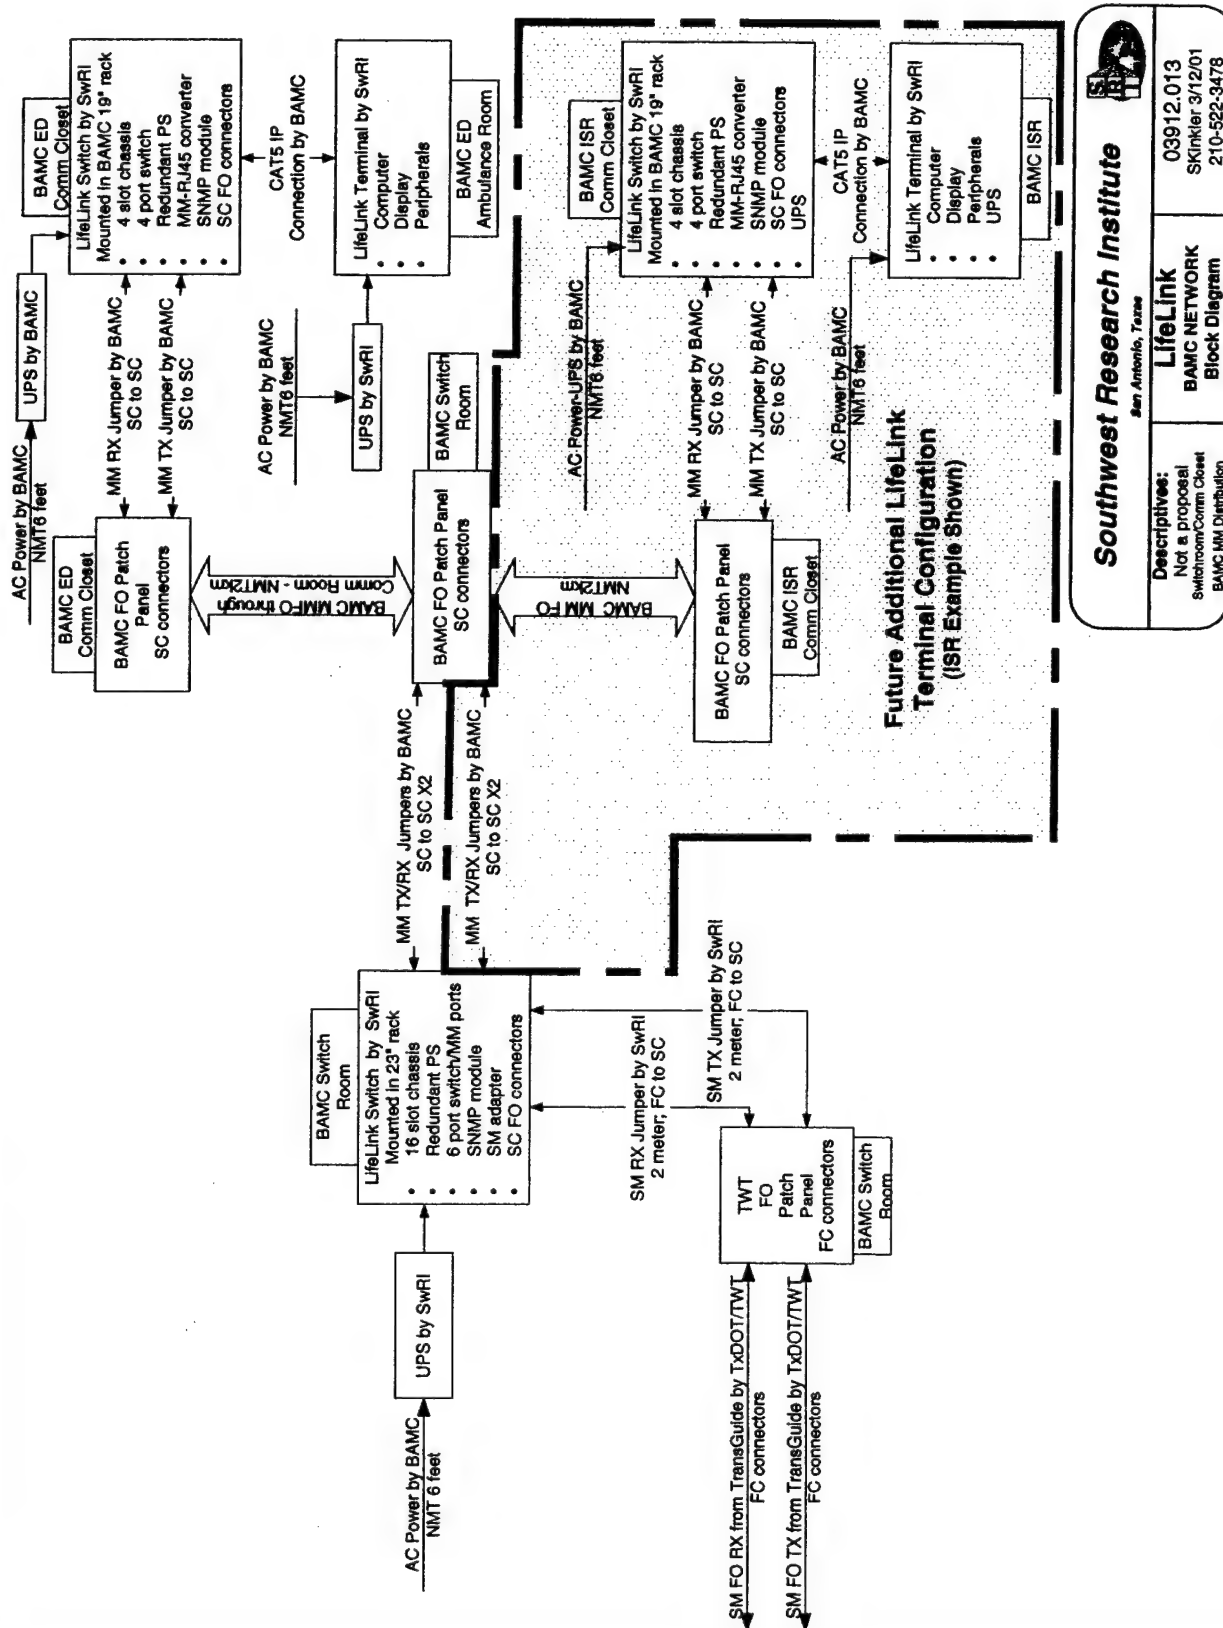 AC Power by BAMC
NMT 6 feet
UPS by SwRI
BAMC Switch
Room
LifeLink Switch by SwRI
Mounted in 23" rack
• 16 slot chassis
• Redundant PS
• 6 port switch/MM ports
• SNMP module
• SM adapter
• SC FO connectors
SM FO RX from TransGuide by TxDOT/TWT
FC connectors
SM FO TX from TransGuide by TxDOT/TWT
FC connectors
TWT
FO
Patch
Panel
FC connectors
BAMC Switch
Room
SM RX Jumper by SwRI
2 meter; FC to SC
SM TX Jumper by SwRI
2 meter; FC to SC
MM TX/RX Jumpers by BAMC
SC to SC X2
MM TX/RX Jumpers by BAMC
SC to SC X2
BAMC FO Patch Panel
SC connectors
BAMC Switch
Room
BAMC MMFO through
Comm Room - NMT2km
BAMC ED
Comm Closet
BAMC FO Patch
Panel
SC connectors
AC Power by BAMC
NMT6 feet
UPS by BAMC
MM RX Jumper by BAMC
SC to SC
MM TX Jumper by BAMC
SC to SC
BAMC ED
Comm Closet
LifeLink Switch by SwRI
Mounted in BAMC 19" rack
• 4 slot chassis
• 4 port switch
• Redundant PS
• MM-RJ45 converter
• SNMP module
• SC FO connectors
CAT5 IP
Connection by BAMC
AC Power by BAMC
NMT6 feet
UPS by SwRI
LifeLink Terminal by SwRI
• Computer
• Display
• Peripherals
BAMC ED
Ambulance Room
BAMC MM FO
NMT2km
BAMC FO Patch Panel
SC connectors
BAMC ISR
Comm Closet
AC Power-UPS by BAMC
NMT6 feet
MM RX Jumper by BAMC
SC to SC
MM TX Jumper by BAMC
SC to SC
BAMC ISR
Comm Closet
LifeLink Switch by SwRI
Mounted in BAMC 19" rack
• 4 slot chassis
• 4 port switch
• Redundant PS
• MM-RJ45 converter
• SNMP module
• SC FO connectors
• UPS
CAT5 IP
Connection by BAMC
AC Power by BAMC
NMT6 feet
LifeLink Terminal by SwRI
• Computer
• Display
• Peripherals
• UPS
BAMC ISR
Future Additional LifeLink
Terminal Configuration
(ISR Example Shown)
Southwest Research Institute
San Antonio, Texas
SwRI
Descriptives:
Not a proposal
Switchroom/Comm Closet
BAMC MM Distribution
LifeLink
BAMC NETWORK
Block Diagram
03912.013
SKinkler 3/12/01
210-522-3478